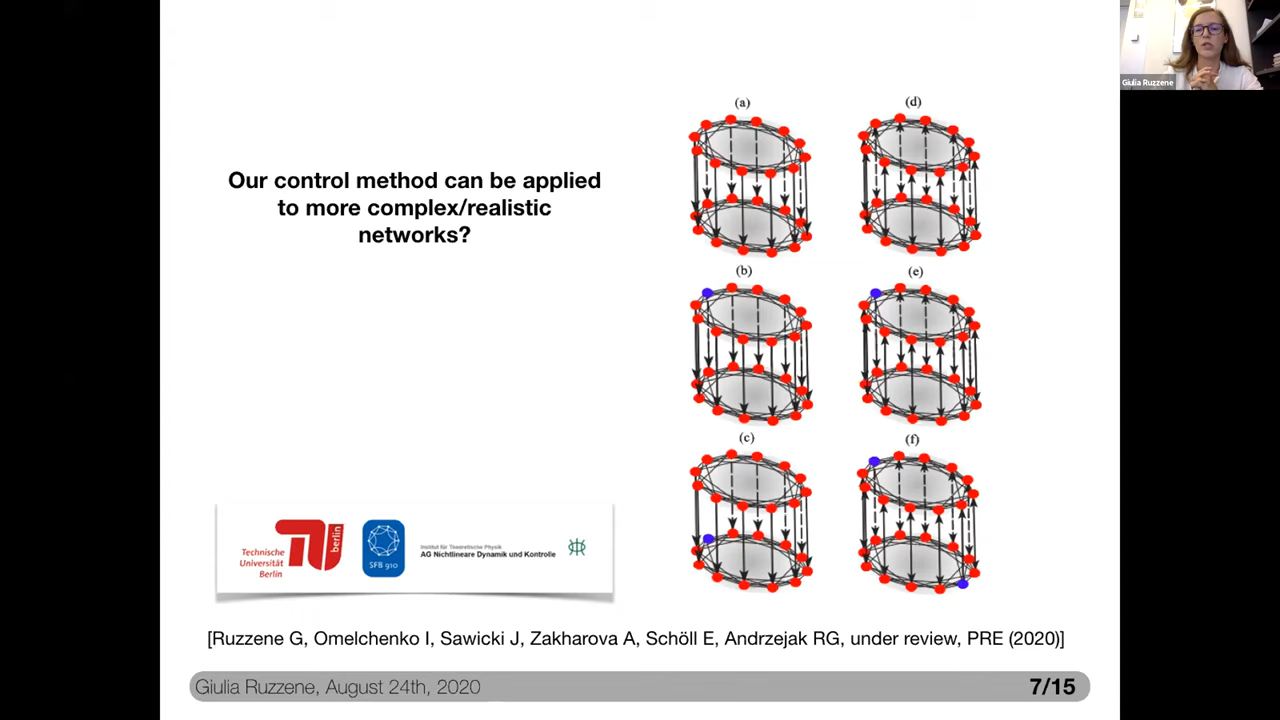 Giulia Ruzzene
Our control method can be applied
to more complex/realistic
networks?
(a)
(d)
(b)
(e)
(c)
(f)
Technische
Universität
Berlin
berlin
SFB 910
Institut für Theoretische Physik
AG Nichtlineare Dynamik und Kontrolle
[Ruzzene G, Omelchenko I, Sawicki J, Zakharova A, Schöll E, Andrzejak RG, under review, PRE (2020)]
Giulia Ruzzene, August 24th, 2020
7/15